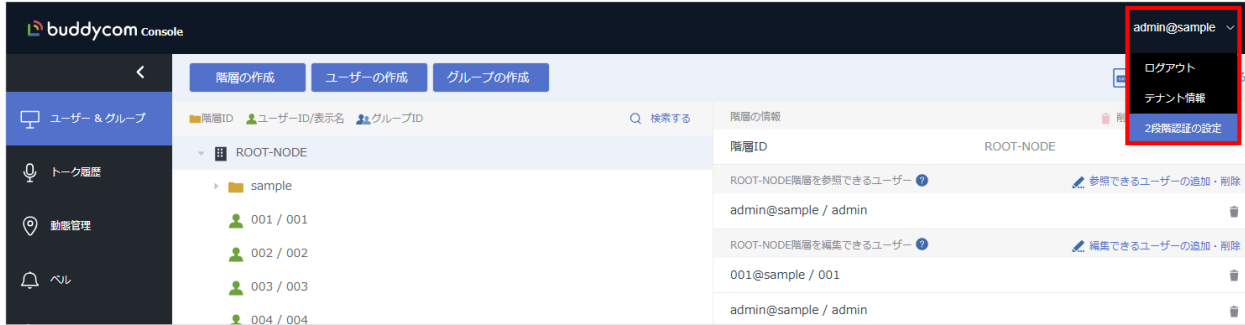 buddycom Console
admin@sample
ログアウト
テナント情報
2段階認証の設定
階層の作成
ユーザーの作成
グループの作成
ユーザー & グループ
トーク履歴
動態管理
ベル
階層ID ユーザーID/表示名 グループID
検索する
ROOT-NODE
sample
001 / 001
002 / 002
003 / 003
004 / 004
階層の情報
削
階層ID ROOT-NODE
ROOT-NODE階層を参照できるユーザー ?
参照できるユーザーの追加・削除
admin@sample / admin
ROOT-NODE階層を編集できるユーザー ?
編集できるユーザーの追加・削除
001@sample / 001
admin@sample / admin